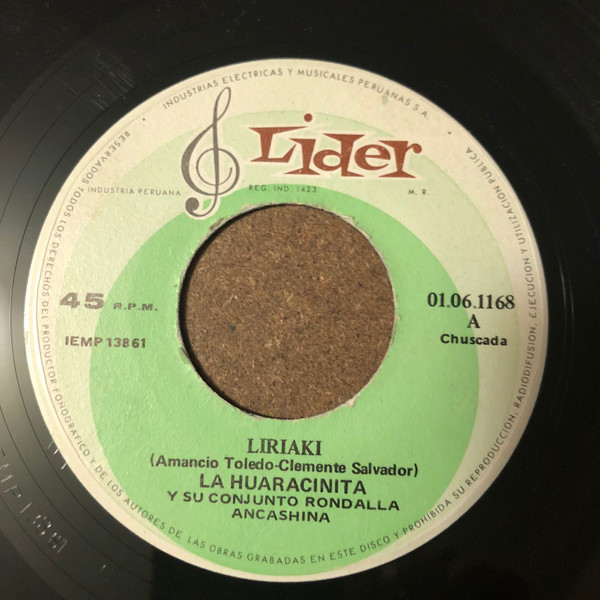 INDUSTRIAS ELECTRICAS Y MUSICALES PERUANAS S.A.
Lider
INDUSTRIA PERUANA
REG. IND. 1423
M. R.
45 R.P.M.
IEMP 13861
01.06.1168
A
Chuscada
LIRIAKI
(Amancio Toledo-Clemente Salvador)
LA HUARACINITA
Y SU CONJUNTO RONDALLA
ANCASHINA
RESERVADOS TODOS LOS DERECHOS DEL PRODUCTOR FONOGRAFICO Y DE LOS AUTORES DE LAS OBRAS GRABADAS EN ESTE DISCO Y PROHIBIDA SU REPRODUCCION, RADIODIFUSION, EJECUCION Y UTILIZACION PUBLICA